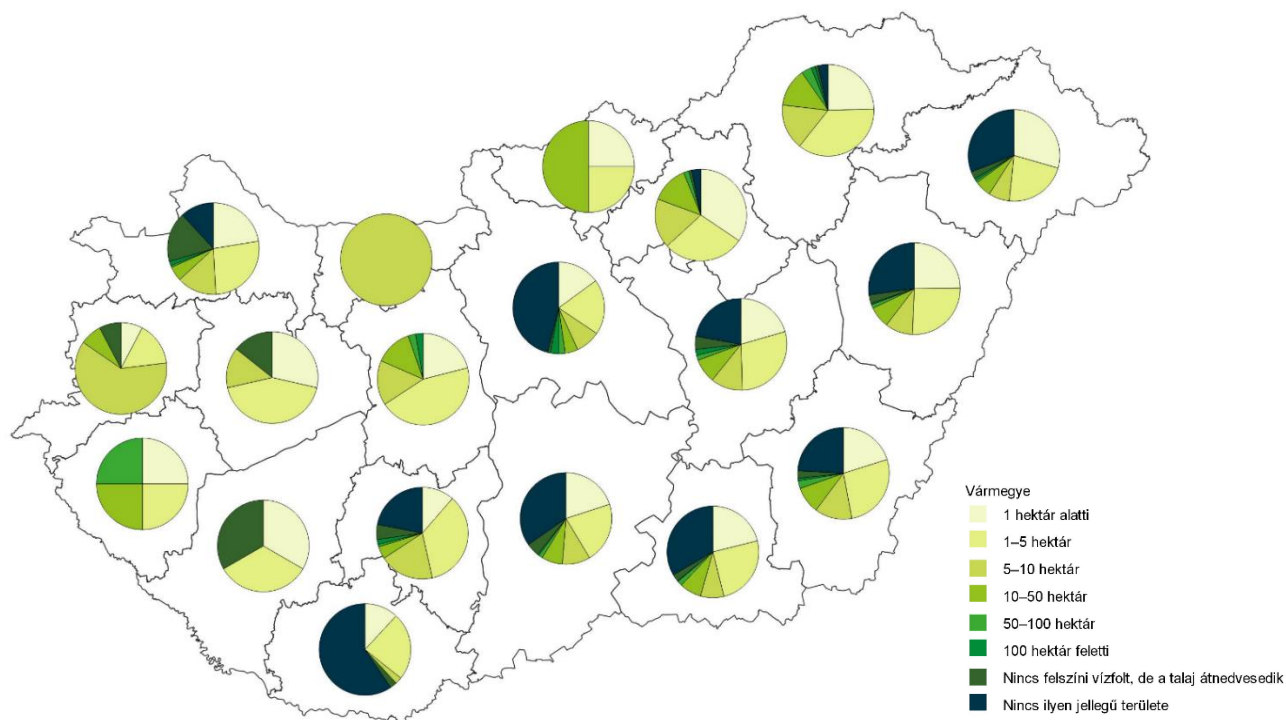 Vármegye
1 hektár alatti
1–5 hektár
5–10 hektár
10–50 hektár
50–100 hektár
100 hektár feletti
Nincs felszíni vízfolt, de a talaj átnedvesedik
Nincs ilyen jellegű területe